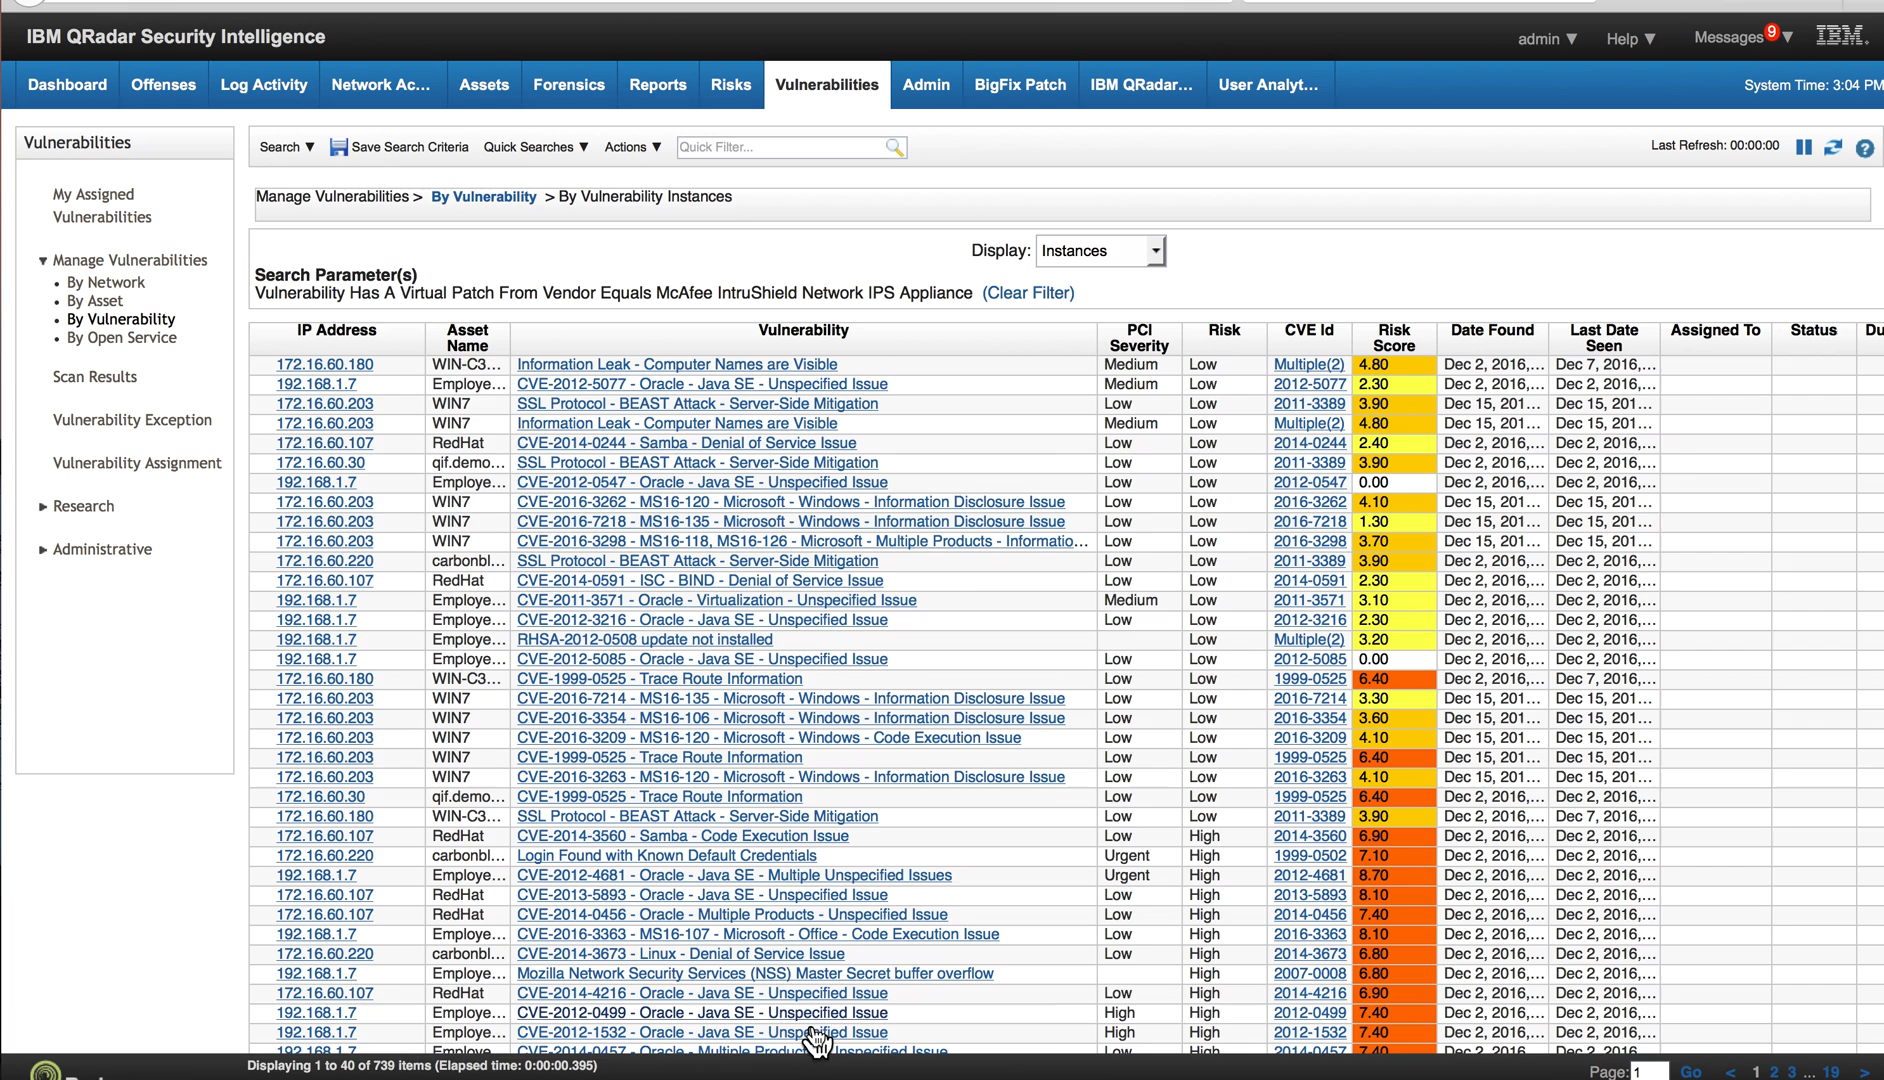 IBM QRadar Security Intelligence
admin ▼ Help ▼ Messages 9 ▼ IBM.
Dashboard Offenses Log Activity Network Ac... Assets Forensics Reports Risks Vulnerabilities Admin BigFix Patch IBM QRadar... User Analyt... System Time: 3:04 PM
Vulnerabilities
My Assigned
Vulnerabilities
▼ Manage Vulnerabilities
• By Network
• By Asset
• By Vulnerability
• By Open Service
Scan Results
Vulnerability Exception
Vulnerability Assignment
▶ Research
▶ Administrative
Search ▼ Save Search Criteria Quick Searches ▼ Actions ▼ Quick Filter... Last Refresh: 00:00:00 ?
Manage Vulnerabilities > By Vulnerability > By Vulnerability Instances
Display: Instances
Search Parameter(s)
Vulnerability Has A Virtual Patch From Vendor Equals McAfee IntruShield Network IPS Appliance (Clear Filter)
IP Address Asset Name Vulnerability PCI Severity Risk CVE Id Risk Score Date Found Last Date Seen Assigned To Status Du
172.16.60.180 WIN-C3... Information Leak - Computer Names are Visible Medium Low Multiple(2) 4.80 Dec 2, 2016,... Dec 7, 2016,...
192.168.1.7 Employe... CVE-2012-5077 - Oracle - Java SE - Unspecified Issue Medium Low 2012-5077 2.30 Dec 2, 2016,... Dec 2, 2016,...
172.16.60.203 WIN7 SSL Protocol - BEAST Attack - Server-Side Mitigation Low Low 2011-3389 3.90 Dec 15, 201... Dec 15, 201...
172.16.60.203 WIN7 Information Leak - Computer Names are Visible Medium Low Multiple(2) 4.80 Dec 15, 201... Dec 15, 201...
172.16.60.107 RedHat CVE-2014-0244 - Samba - Denial of Service Issue Low Low 2014-0244 2.40 Dec 2, 2016,... Dec 2, 2016,...
172.16.60.30 qif.demo... SSL Protocol - BEAST Attack - Server-Side Mitigation Low Low 2011-3389 3.90 Dec 2, 2016,... Dec 2, 2016,...
192.168.1.7 Employe... CVE-2012-0547 - Oracle - Java SE - Unspecified Issue Low Low 2012-0547 0.00 Dec 2, 2016,... Dec 2, 2016,...
172.16.60.203 WIN7 CVE-2016-3262 - MS16-120 - Microsoft - Windows - Information Disclosure Issue Low Low 2016-3262 4.10 Dec 15, 201... Dec 15, 201...
172.16.60.203 WIN7 CVE-2016-7218 - MS16-135 - Microsoft - Windows - Information Disclosure Issue Low Low 2016-7218 1.30 Dec 15, 201... Dec 15, 201...
172.16.60.203 WIN7 CVE-2016-3298 - MS16-118, MS16-126 - Microsoft - Multiple Products - Informatio... Low Low 2016-3298 3.70 Dec 15, 201... Dec 15, 201...
172.16.60.220 carbonbl... SSL Protocol - BEAST Attack - Server-Side Mitigation Low Low 2011-3389 3.90 Dec 2, 2016,... Dec 2, 2016,...
172.16.60.107 RedHat CVE-2014-0591 - ISC - BIND - Denial of Service Issue Low Low 2014-0591 2.30 Dec 2, 2016,... Dec 2, 2016,...
192.168.1.7 Employe... CVE-2011-3571 - Oracle - Virtualization - Unspecified Issue Medium Low 2011-3571 3.10 Dec 2, 2016,... Dec 2, 2016,...
192.168.1.7 Employe... CVE-2012-3216 - Oracle - Java SE - Unspecified Issue Low Low 2012-3216 2.30 Dec 2, 2016,... Dec 2, 2016,...
192.168.1.7 Employe... RHSA-2012-0508 update not installed Low Multiple(2) 3.20 Dec 2, 2016,... Dec 2, 2016,...
192.168.1.7 Employe... CVE-2012-5085 - Oracle - Java SE - Unspecified Issue Low Low 2012-5085 0.00 Dec 2, 2016,... Dec 2, 2016,...
172.16.60.180 WIN-C3... CVE-1999-0525 - Trace Route Information Low Low 1999-0525 6.40 Dec 2, 2016,... Dec 7, 2016,...
172.16.60.203 WIN7 CVE-2016-7214 - MS16-135 - Microsoft - Windows - Information Disclosure Issue Low Low 2016-7214 3.30 Dec 15, 201... Dec 15, 201...
172.16.60.203 WIN7 CVE-2016-3354 - MS16-106 - Microsoft - Windows - Information Disclosure Issue Low Low 2016-3354 3.60 Dec 15, 201... Dec 15, 201...
172.16.60.203 WIN7 CVE-2016-3209 - MS16-120 - Microsoft - Windows - Code Execution Issue Low Low 2016-3209 4.10 Dec 15, 201... Dec 15, 201...
172.16.60.203 WIN7 CVE-1999-0525 - Trace Route Information Low Low 1999-0525 6.40 Dec 15, 201... Dec 15, 201...
172.16.60.203 WIN7 CVE-2016-3263 - MS16-120 - Microsoft - Windows - Information Disclosure Issue Low Low 2016-3263 4.10 Dec 15, 201... Dec 15, 201...
172.16.60.30 qif.demo... CVE-1999-0525 - Trace Route Information Low Low 1999-0525 6.40 Dec 2, 2016,... Dec 2, 2016,...
172.16.60.180 WIN-C3... SSL Protocol - BEAST Attack - Server-Side Mitigation Low Low 2011-3389 3.90 Dec 2, 2016,... Dec 7, 2016,...
172.16.60.107 RedHat CVE-2014-3560 - Samba - Code Execution Issue Low High 2014-3560 6.90 Dec 2, 2016,... Dec 2, 2016,...
172.16.60.220 carbonbl... Login Found with Known Default Credentials Urgent High 1999-0502 7.10 Dec 2, 2016,... Dec 2, 2016,...
192.168.1.7 Employe... CVE-2012-4681 - Oracle - Java SE - Multiple Unspecified Issues Urgent High 2012-4681 8.70 Dec 2, 2016,... Dec 2, 2016,...
172.16.60.107 RedHat CVE-2013-5893 - Oracle - Java SE - Unspecified Issue Low High 2013-5893 8.10 Dec 2, 2016,... Dec 2, 2016,...
172.16.60.107 RedHat CVE-2014-0456 - Oracle - Multiple Products - Unspecified Issue Low High 2014-0456 7.40 Dec 2, 2016,... Dec 2, 2016,...
192.168.1.7 Employe... CVE-2016-3363 - MS16-107 - Microsoft - Office - Code Execution Issue Low High 2016-3363 8.10 Dec 2, 2016,... Dec 2, 2016,...
172.16.60.220 carbonbl... CVE-2014-3673 - Linux - Denial of Service Issue Low High 2014-3673 6.80 Dec 2, 2016,... Dec 2, 2016,...
192.168.1.7 Employe... Mozilla Network Security Services (NSS) Master Secret buffer overflow High 2007-0008 6.80 Dec 2, 2016,... Dec 2, 2016,...
172.16.60.107 RedHat CVE-2014-4216 - Oracle - Java SE - Unspecified Issue Low High 2014-4216 6.90 Dec 2, 2016,... Dec 2, 2016,...
192.168.1.7 Employe... CVE-2012-0499 - Oracle - Java SE - Unspecified Issue High High 2012-0499 7.40 Dec 2, 2016,... Dec 2, 2016,...
192.168.1.7 Employe... CVE-2012-1532 - Oracle - Java SE - Unspecified Issue High High 2012-1532 7.40 Dec 2, 2016,... Dec 2, 2016,...
192.168.1.7 Employe... CVE-2014-0457 - Oracle - Multiple Unspecified Issue Low High 2014-0457 7.40 Dec 2, 2016,... Dec 2, 2016,...
Displaying 1 to 40 of 739 items (Elapsed time: 0:00:00.395)
Page: 1 Go < 1 2 3 ... 19 >